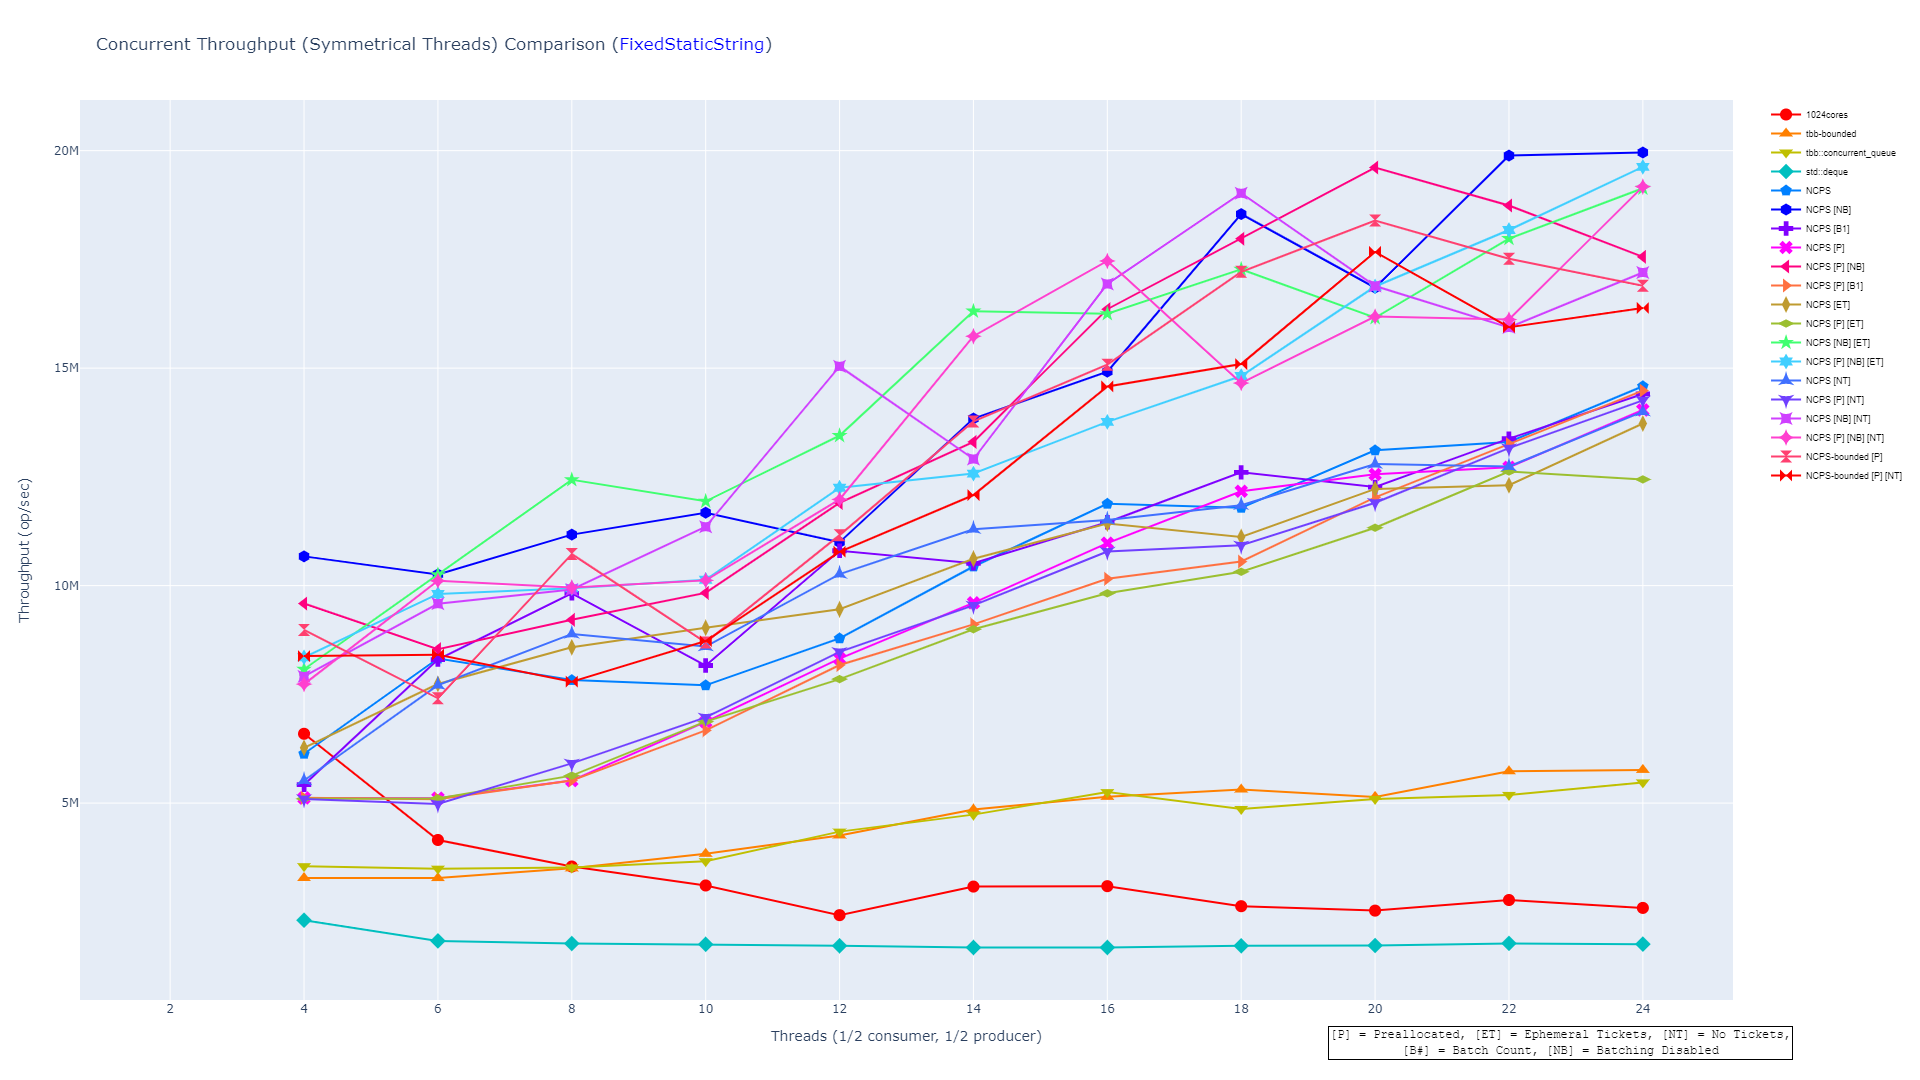 Concurrent Throughput (Symmetrical Threads) Comparison (FixedStaticString)
20M
15M
10M
5M
Throughput (op/sec)
2 4 6 8 10 12 14 16 18 20 22 24
Threads (1/2 consumer, 1/2 producer)
1024cores
tbb-bounded
tbb::concurrent_queue
std::deque
NCPS
NCPS [NB]
NCPS [B1]
NCPS [P]
NCPS [P] [NB]
NCPS [P] [B1]
NCPS [ET]
NCPS [P] [ET]
NCPS [NB] [ET]
NCPS [P] [NB] [ET]
NCPS [NT]
NCPS [P] [NT]
NCPS [NB] [NT]
NCPS [P] [NB] [NT]
NCPS-bounded [P]
NCPS-bounded [P] [NT]
[P] = Preallocated, [ET] = Ephemeral Tickets, [NT] = No Tickets,
[B#] = Batch Count, [NB] = Batching Disabled